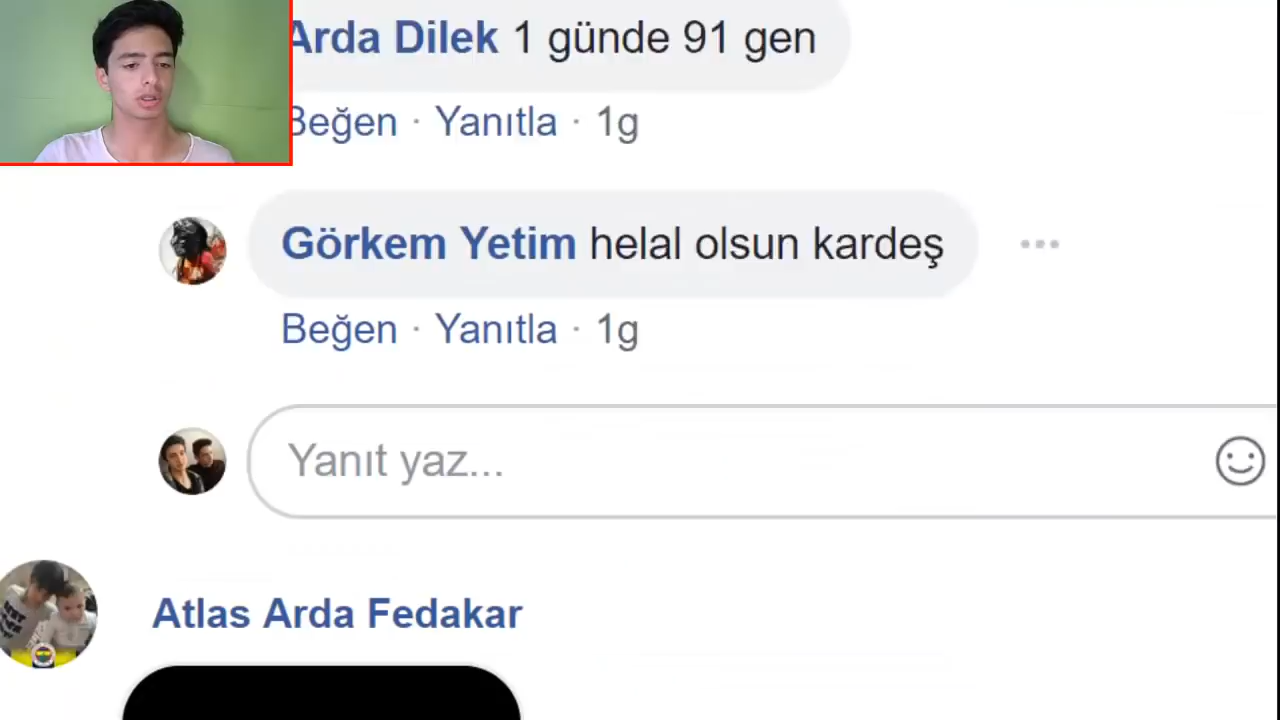 Arda Dilek 1 günde 91 gen
Beğen · Yanıtla · 1g
Görkem Yetim helal olsun kardeş
Beğen · Yanıtla · 1g
Yanıt yaz...
Atlas Arda Fedakar